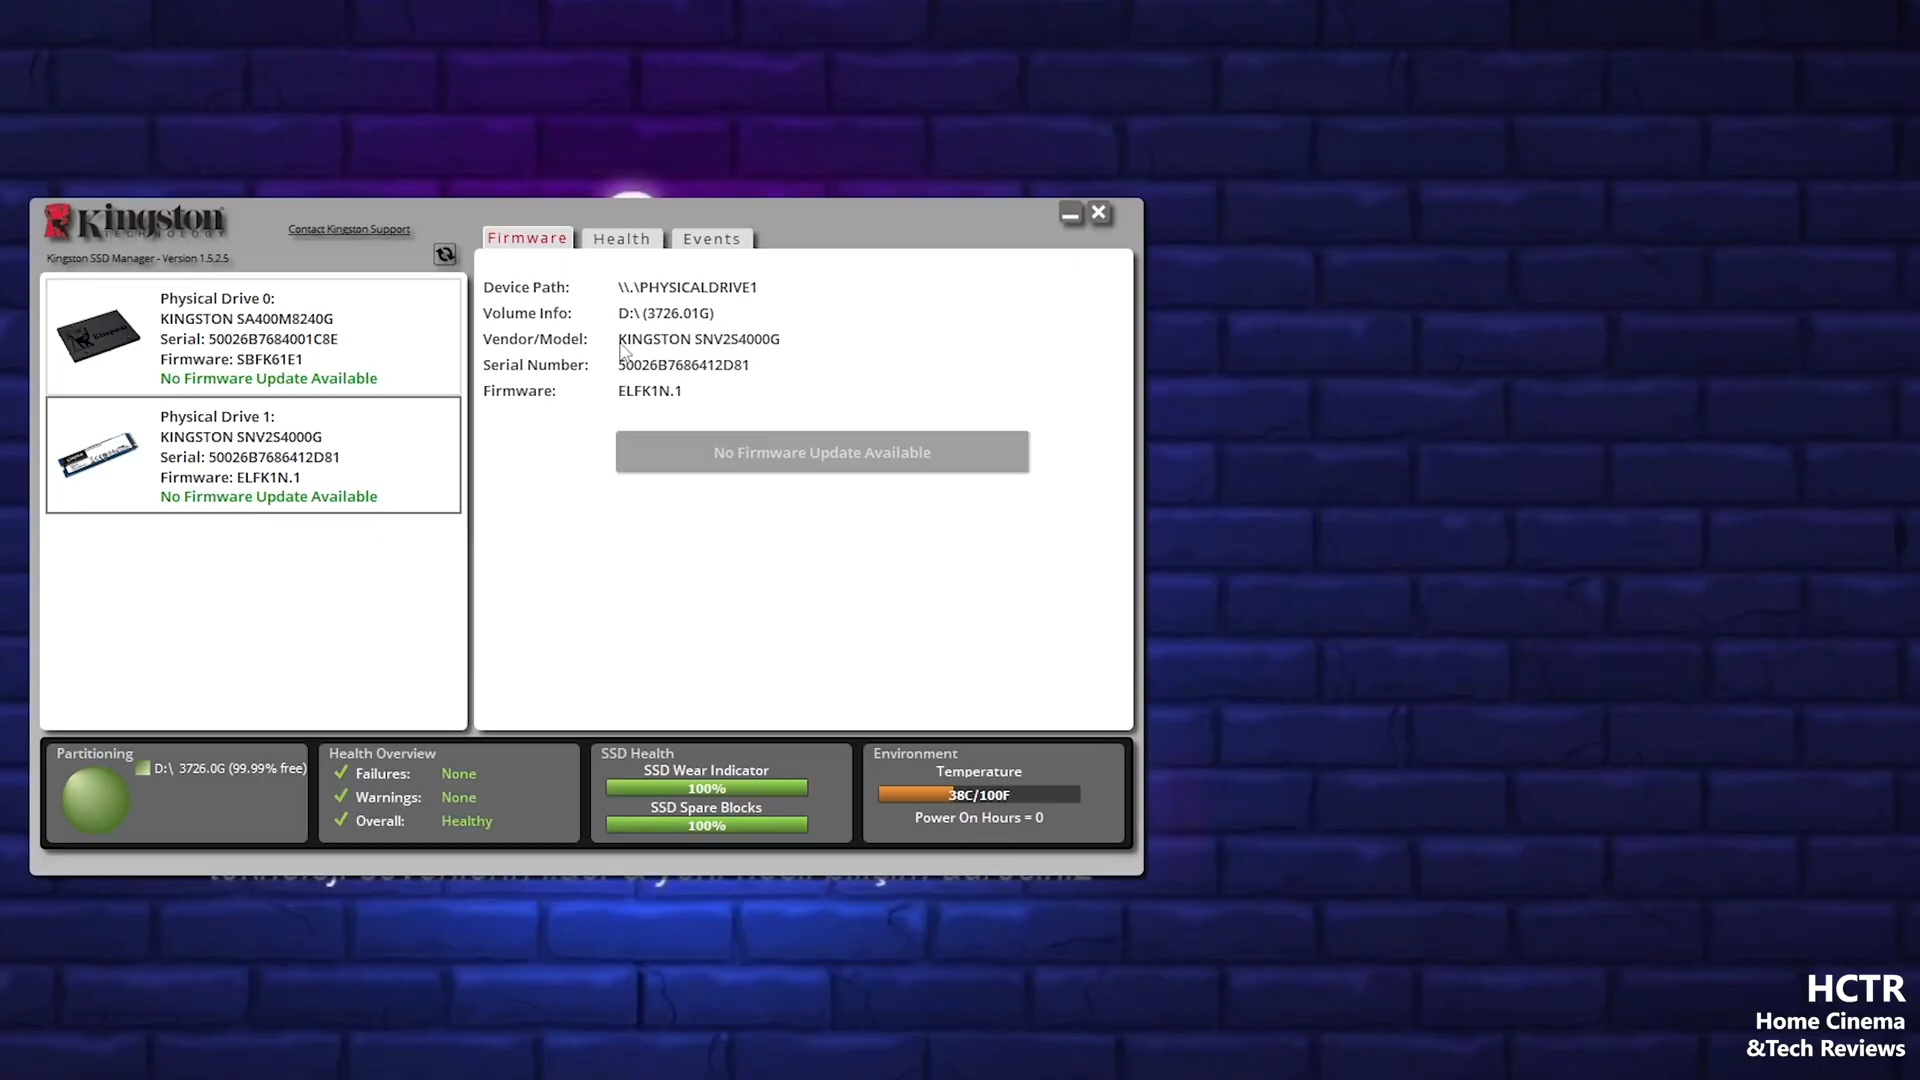 Kingston
TECHNOLOGY
Contact Kingston Support
Kingston SSD Manager - Version 1.5.2.5
Physical Drive 0:
KINGSTON SA400M8240G
Serial: 50026B7684001C8E
Firmware: SBFK61E1
No Firmware Update Available
Physical Drive 1:
KINGSTON SNV2S4000G
Serial: 50026B7686412D81
Firmware: ELFK1N.1
No Firmware Update Available
Firmware Health Events
Device Path: \\.\PHYSICALDRIVE1
Volume Info: D:\ (3726.01G)
Vendor/Model: KINGSTON SNV2S4000G
Serial Number: 50026B7686412D81
Firmware: ELFK1N.1
No Firmware Update Available
Partitioning
D:\ 3726.0G (99.99% free)
Health Overview
Failures: None
Warnings: None
Overall: Healthy
SSD Health
SSD Wear Indicator
100%
SSD Spare Blocks
100%
Environment
Temperature
38C/100F
Power On Hours = 0
HCTR
Home Cinema
&Tech Reviews